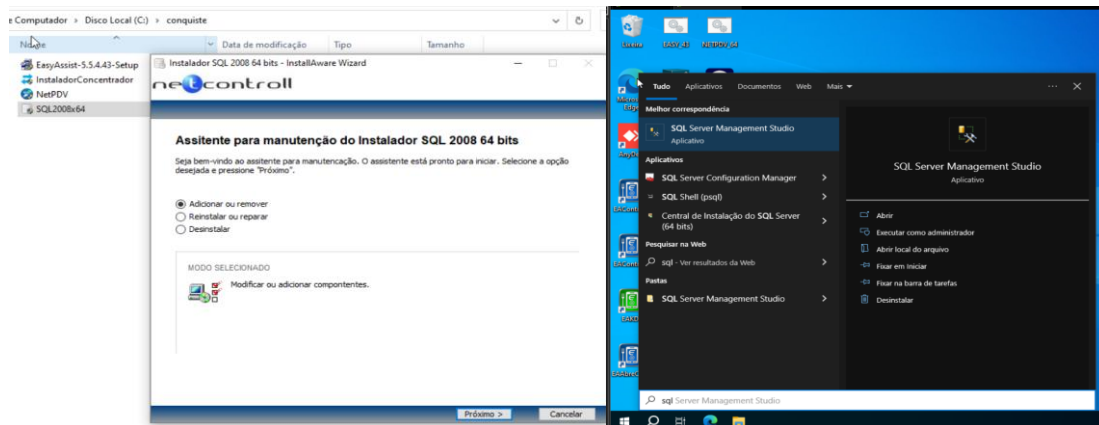 e Computador > Disco Local (C:) > conquiste
Data de modificação Tipo Tamanho
EasyAssist-5.5.4.43-Setup
InstaladorConcentrador
NetPDV
SQL2008x64
Instalador SQL 2008 64 bits - InstallAware Wizard
netcontroll
Assitente para manutenção do Instalador SQL 2008 64 bits
Seja bem-vindo ao assitente para manutencação. O assistente está pronto para iniciar. Selecione a opção
desejada e pressione "Próximo".
Adicionar ou remover
Reinstalar ou reparar
Desinstalar
MODO SELECIONADO
Modificar ou adicionar compontentes.
Próximo >
Cancelar
Lixeira
EASY_43
NETPDV_64
Tudo Aplicativos Documentos Web Mais
Melhor correspondência
SQL Server Management Studio
Aplicativo
Aplicativos
SQL Server Configuration Manager
SQL Shell (psql)
Central de Instalação do SQL Server
(64 bits)
Pesquisar na Web
sql - Ver resultados da Web
Pastas
SQL Server Management Studio
SQL Server Management Studio
Aplicativo
Abrir
Executar como administrador
Abrir local do arquivo
Fixar em Iniciar
Fixar na barra de tarefas
Desinstalar
sql Server Management Studio